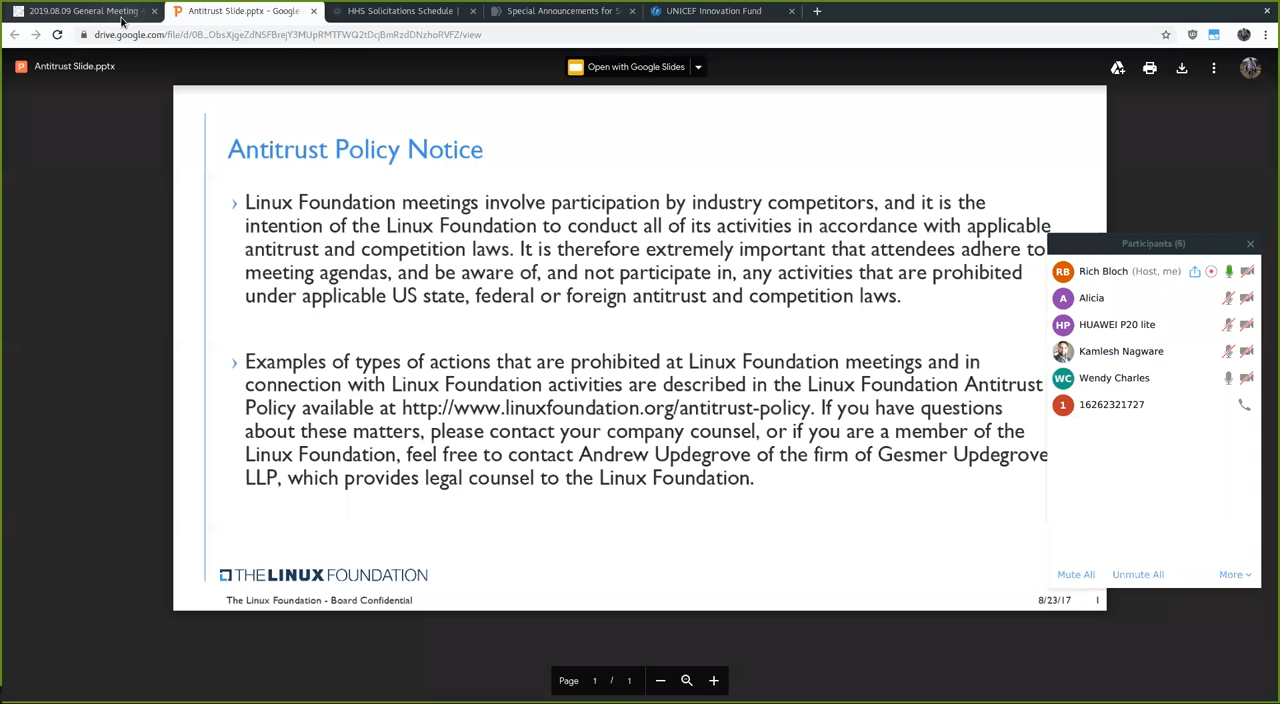 2019.08.09 General Meeting
Antitrust Slide.pptx - Google
HHS Solicitations Schedule |
Special Announcements for S
UNICEF Innovation Fund
drive.google.com/file/d/0B_ObsXjgeZdNSFBrejY3MUpRMTFWQ2tDcjBmRzdDNzhoRVFZ/view
P Antitrust Slide.pptx
Open with Google Slides
Antitrust Policy Notice
› Linux Foundation meetings involve participation by industry competitors, and it is the
intention of the Linux Foundation to conduct all of its activities in accordance with applicable
antitrust and competition laws. It is therefore extremely important that attendees adhere to
meeting agendas, and be aware of, and not participate in, any activities that are prohibited
under applicable US state, federal or foreign antitrust and competition laws.
› Examples of types of actions that are prohibited at Linux Foundation meetings and in
connection with Linux Foundation activities are described in the Linux Foundation Antitrust
Policy available at http://www.linuxfoundation.org/antitrust-policy. If you have questions
about these matters, please contact your company counsel, or if you are a member of the
Linux Foundation, feel free to contact Andrew Updegrove of the firm of Gesmer Updegrove
LLP, which provides legal counsel to the Linux Foundation.
THE LINUX FOUNDATION
The Linux Foundation - Board Confidential
8/23/17 1
Participants (6)
RB Rich Bloch (Host, me)
A Alicia
HP HUAWEI P20 lite
Kamlesh Nagware
WC Wendy Charles
1 16262321727
Mute All Unmute All More
Page 1 / 1